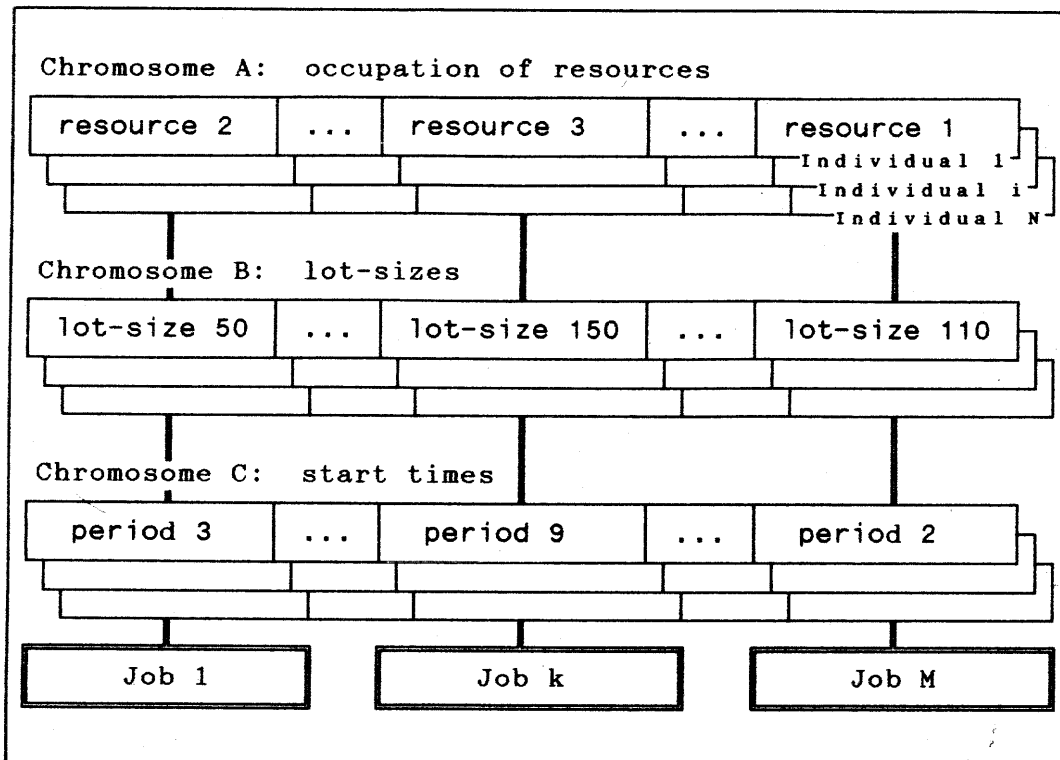 Chromosome A: occupation of resources
resource 2 ... resource 3 ... resource 1
Individual 1
Individual i
Individual N
Chromosome B: lot-sizes
lot-size 50 ... lot-size 150 ... lot-size 110
Chromosome C: start times
period 3 ... period 9 ... period 2
Job 1 Job k Job M